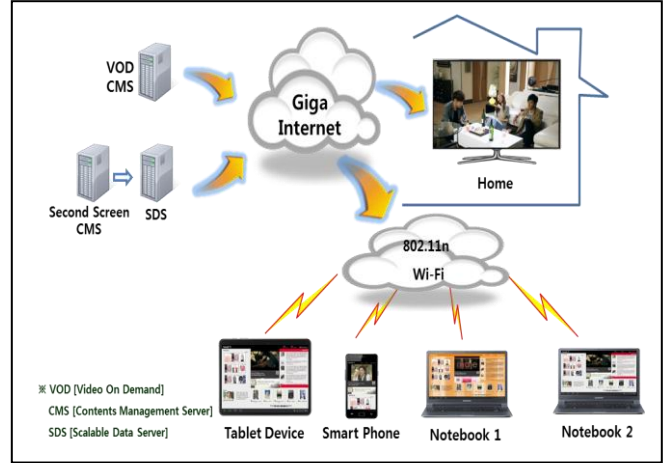 VOD
CMS
Giga
Internet
Home
Second Screen
CMS
SDS
802.11n
Wi-Fi
※ VOD [Video On Demand]
CMS [Contents Management Server]
SDS [Scalable Data Server]
Tablet Device
Smart Phone
Notebook 1
Notebook 2